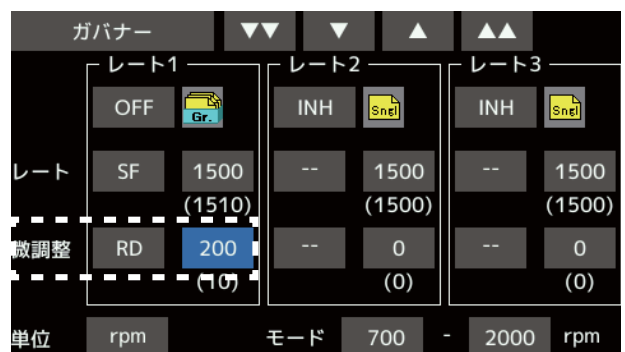 ガバナー ▼▼ ▼ ▲ ▲▲
レート1 レート2 レート3
OFF Gr. INH Sngl INH Sngl
レート SF 1500 -- 1500 -- 1500
(1510) (1500) (1500)
微調整 RD 200 -- 0 -- 0
(10) (0) (0)
単位 rpm モード 700 - 2000 rpm